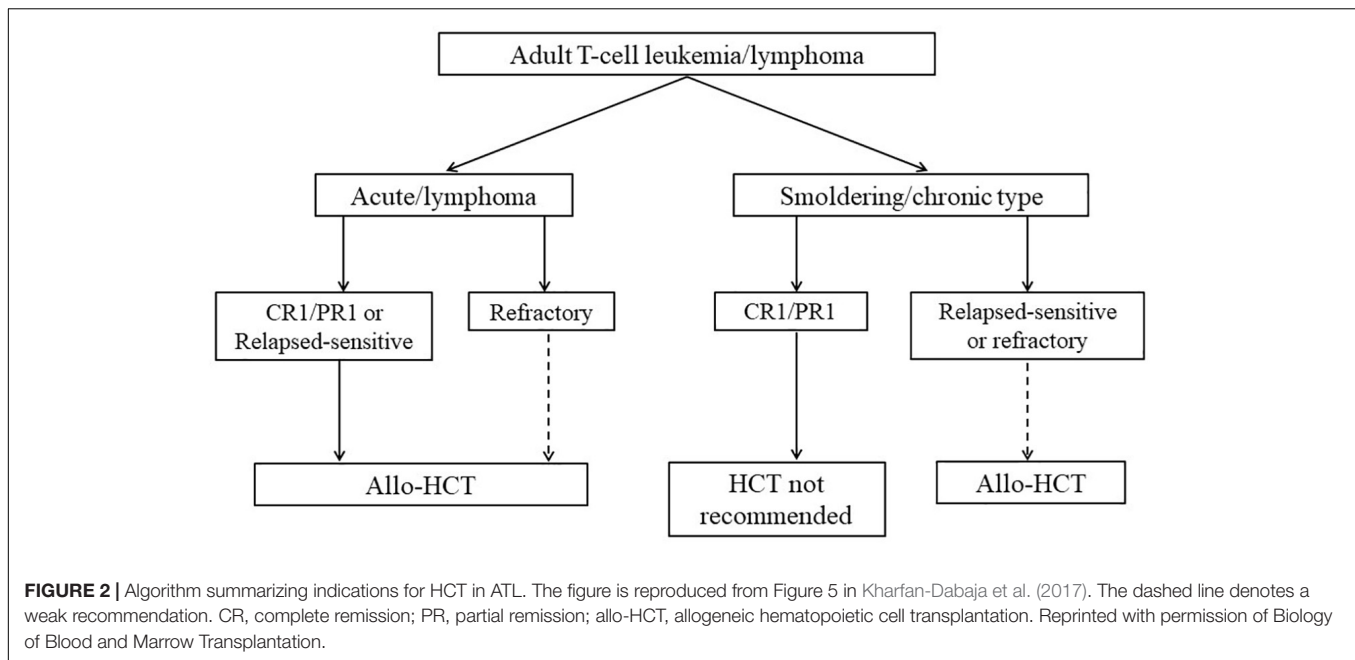 Adult T-cell leukemia/lymphoma
Acute/lymphoma
Smoldering/chronic type
CR1/PR1 or
Relapsed-sensitive
Refractory
CR1/PR1
Relapsed-sensitive
or refractory
Allo-HCT
HCT not
recommended
Allo-HCT
FIGURE 2 | Algorithm summarizing indications for HCT in ATL. The figure is reproduced from Figure 5 in Kharfan-Dabaja et al. (2017). The dashed line denotes a
weak recommendation. CR, complete remission; PR, partial remission; allo-HCT, allogeneic hematopoietic cell transplantation. Reprinted with permission of Biology
of Blood and Marrow Transplantation.